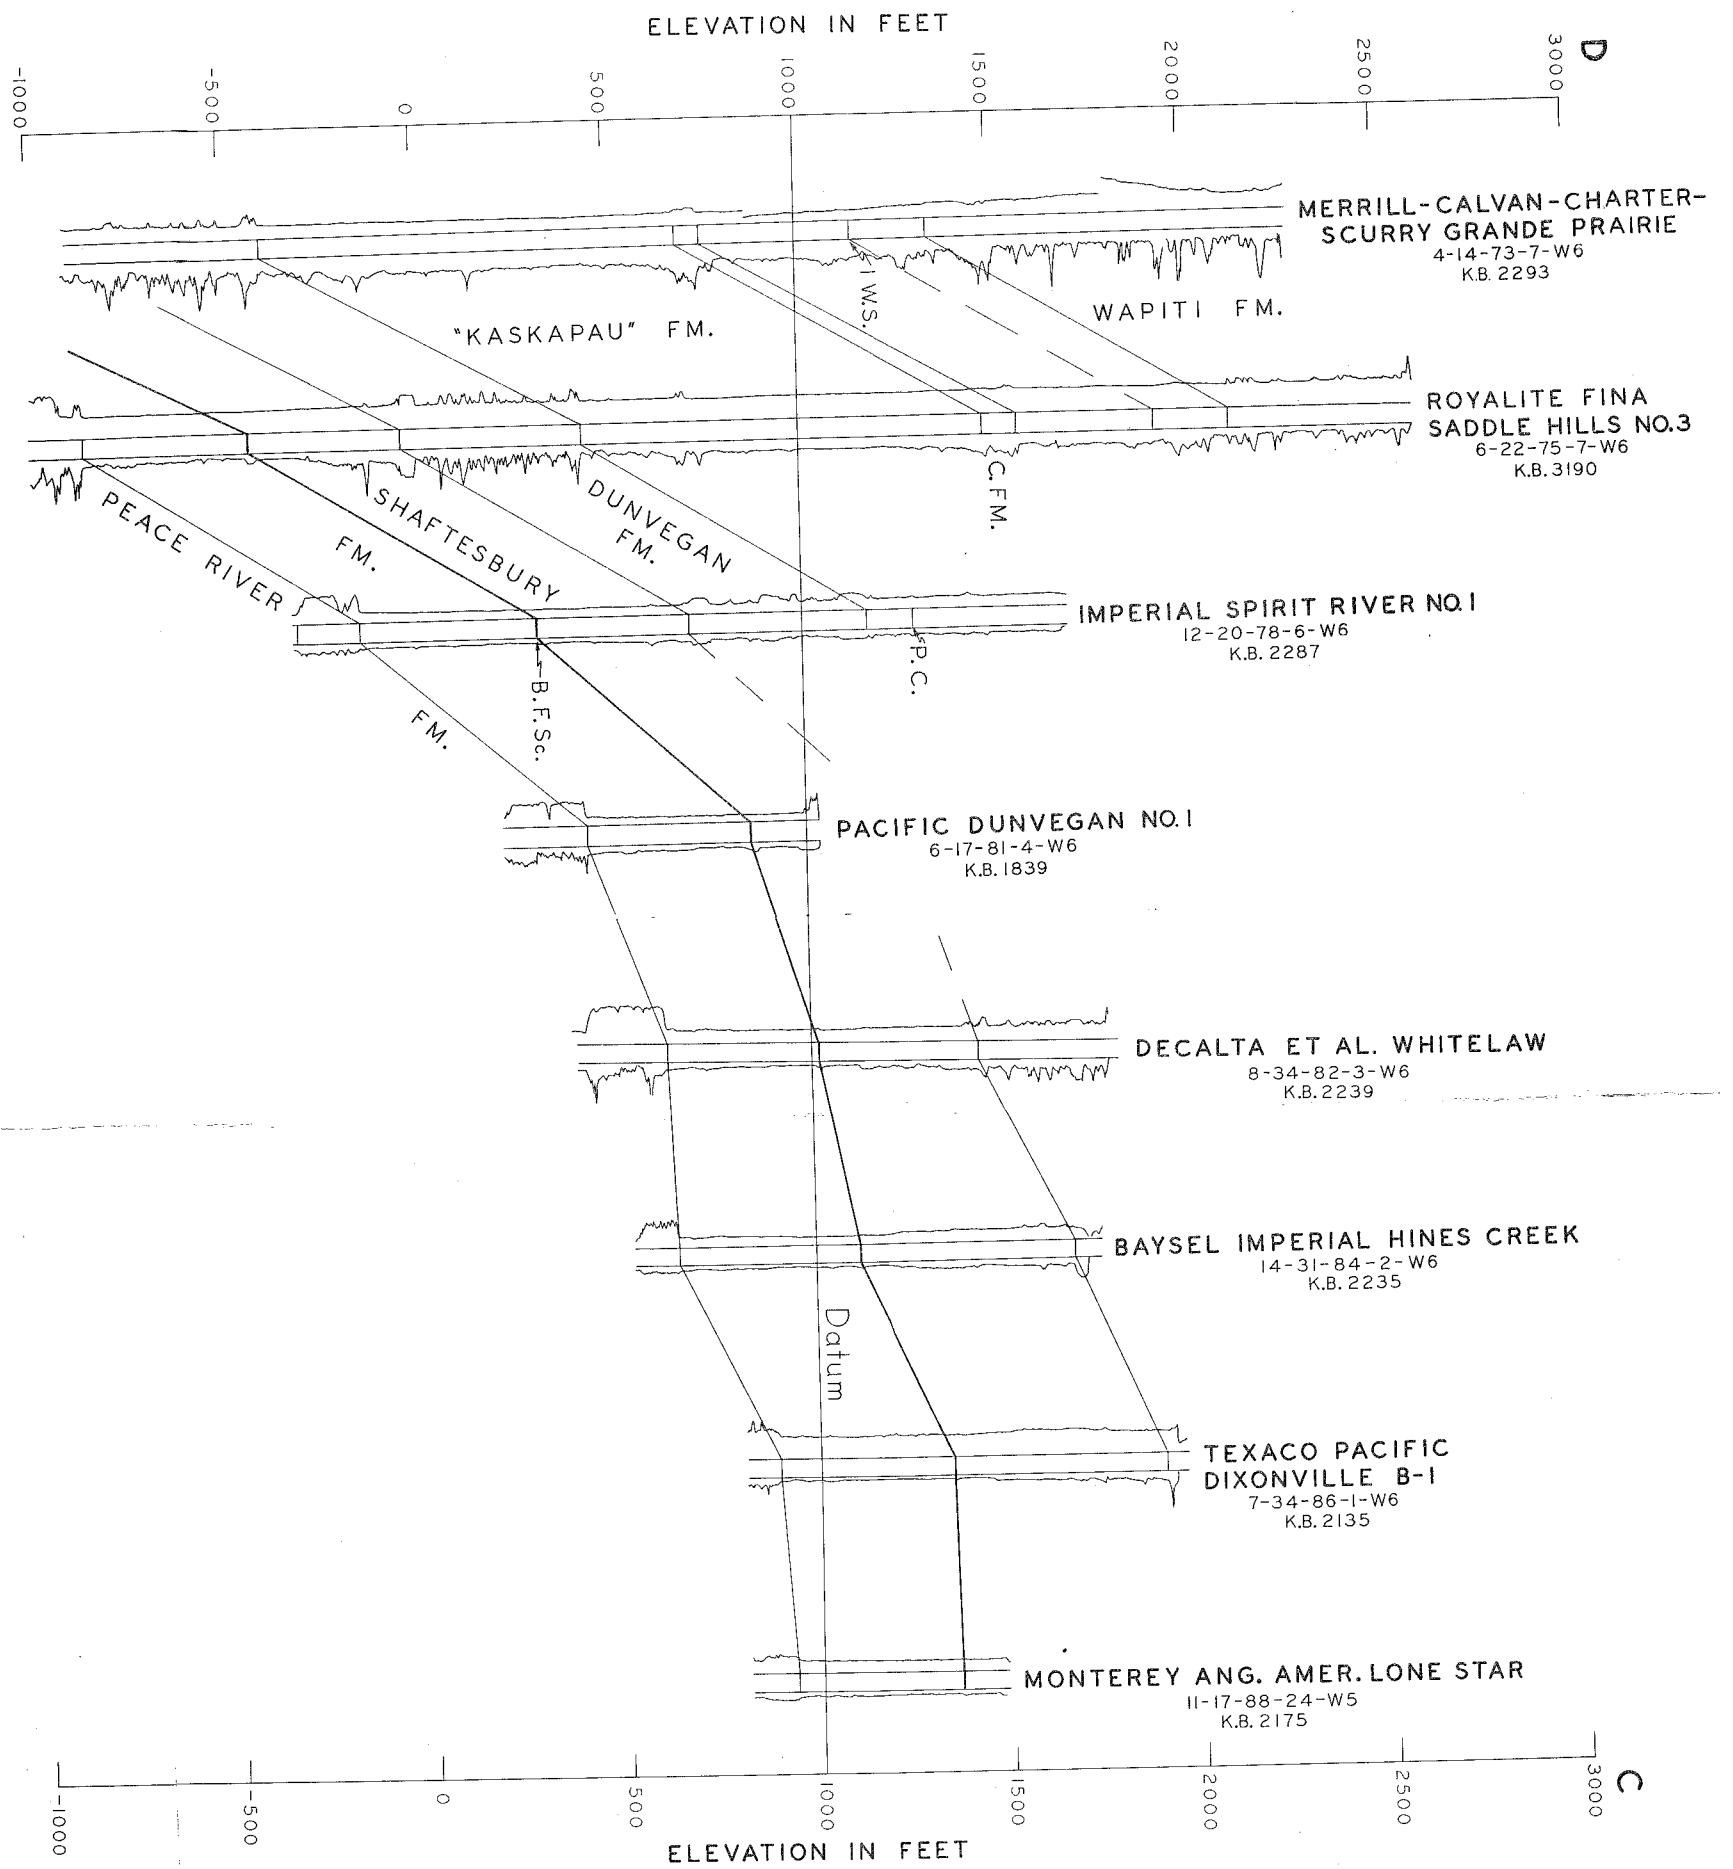 ELEVATION IN FEET
-1000
-500
0
500
1000
1500
2000
2500
3000
D
MERRILL-CALVAN-CHARTER-
SCURRY GRANDE PRAIRIE
4-14-73-7-W6
K.B. 2293
I W.S.
WAPITI FM.
"KASKAPAU" FM.
ROYALITE FINA
SADDLE HILLS NO.3
6-22-75-7-W6
K.B. 3190
C. FM.
DUNVEGAN
FM.
SHAFTESBURY
FM.
PEACE RIVER
FM.
IMPERIAL SPIRIT RIVER NO.1
12-20-78-6-W6
K.B. 2287
P.C.
B.F.Sc.
PACIFIC DUNVEGAN NO.1
6-17-81-4-W6
K.B. 1839
DECALTA ET AL. WHITELAW
8-34-82-3-W6
K.B. 2239
BAYSEL IMPERIAL HINES CREEK
14-31-84-2-W6
K.B. 2235
Datum
TEXACO PACIFIC
DIXONVILLE B-1
7-34-86-1-W6
K.B. 2135
MONTEREY ANG. AMER. LONE STAR
11-17-88-24-W5
K.B. 2175
-1000
-500
0
500
1000
1500
2000
2500
3000
C
ELEVATION IN FEET